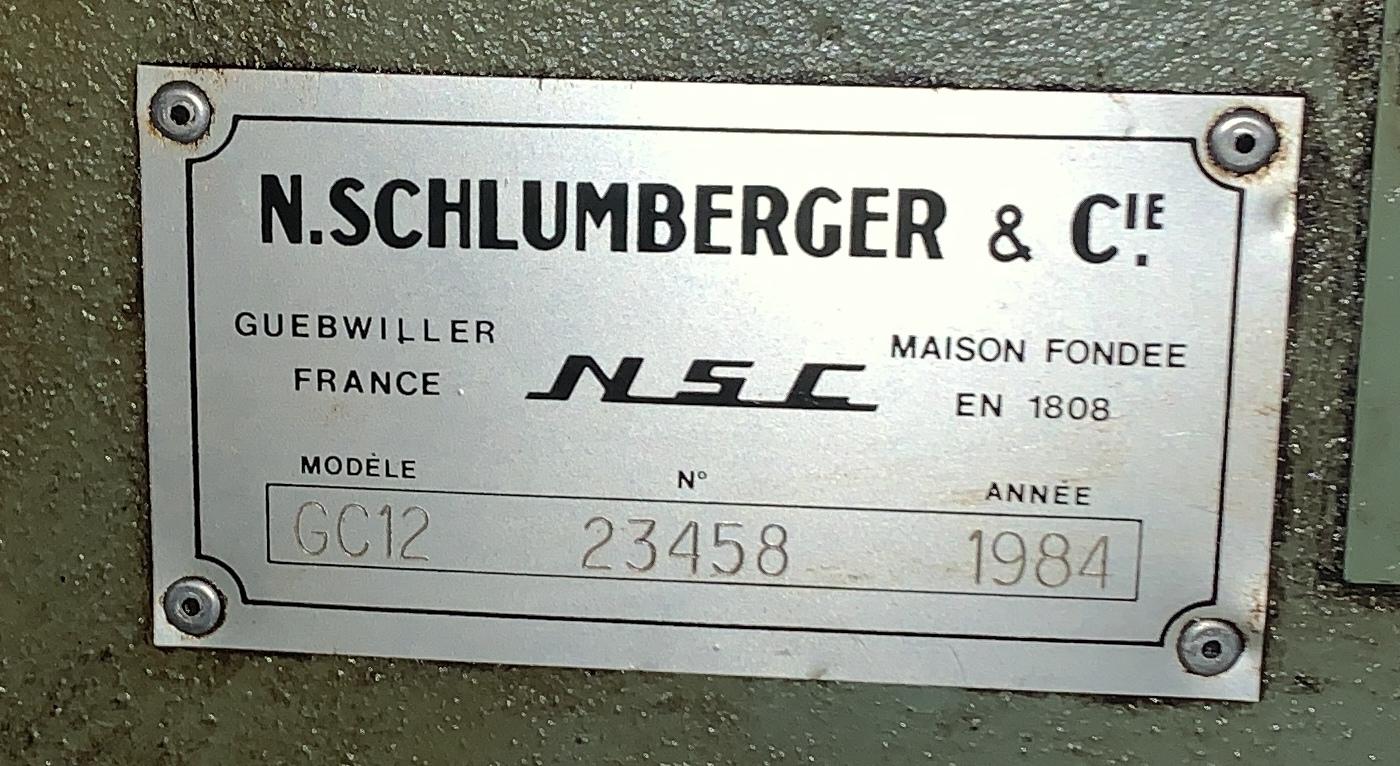 N.SCHLUMBERGER & CIE.
GUEBWILLER
FRANCE
NSC
MAISON FONDEE
EN 1808
MODÈLE N° ANNÉE
GC12 23458 1984